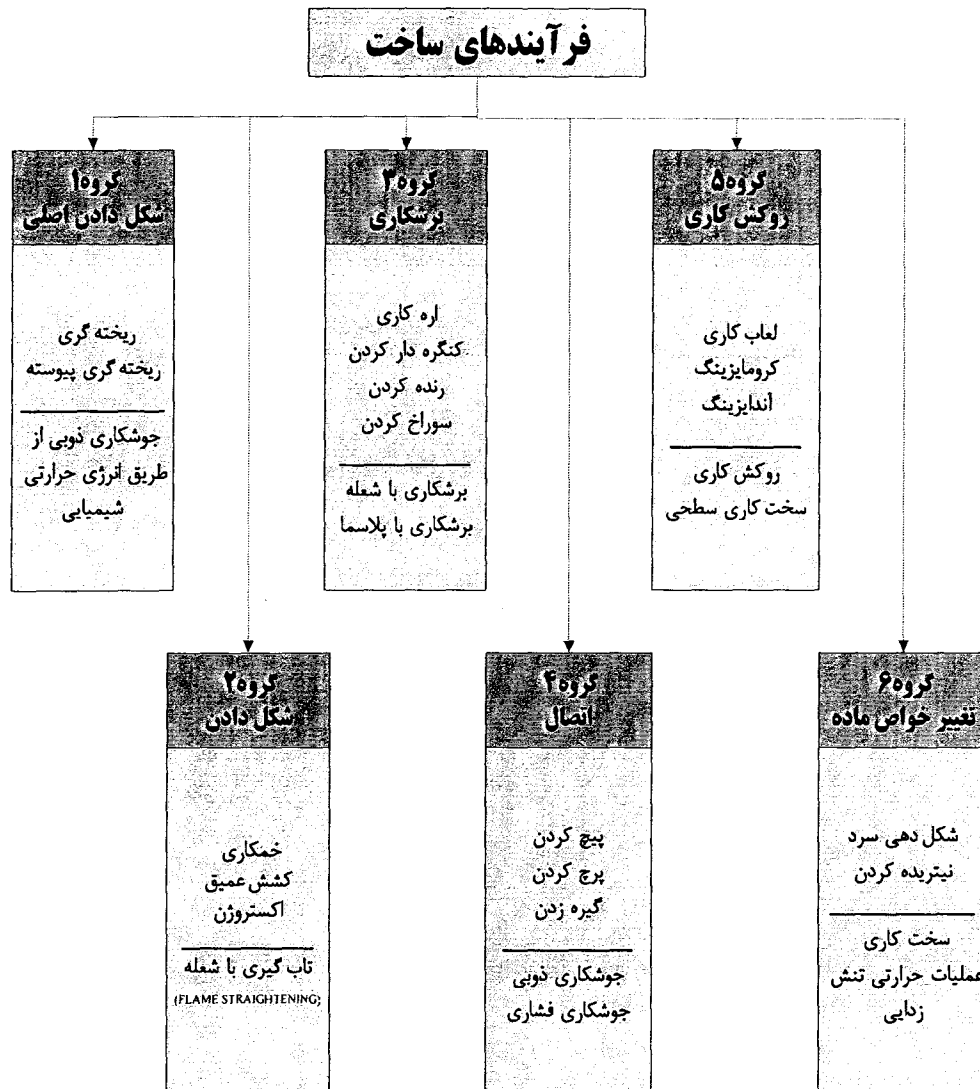 فرآیندهای ساخت
گروه۱
شکل دادن اصلی
ریخته گری
ریخته گری پیوسته
جوشکاری ذوبی از
طریق انرژی حرارتی
شیمیایی
گروه۲
شکل دادن
خمکاری
کشش عمیق
اکستروژن
تاب گیری با شعله
(FLAME STRAIGHTENING)
گروه۳
برشکاری
اره کاری
کنگره دار کردن
رنده کردن
سوراخ کردن
برشکاری با شعله
برشکاری با پلاسما
گروه۴
اتصال
پیچ کردن
پرچ کردن
گیره زدن
جوشکاری ذوبی
جوشکاری فشاری
گروه۵
روکش کاری
لعاب کاری
کرومایزینگ
آندایزینگ
روکش کاری
سخت کاری سطحی
گروه۶
تغییر خواص ماده
شکل دهی سرد
نیتریده کردن
سخت کاری
عملیات حرارتی تنش
زدایی